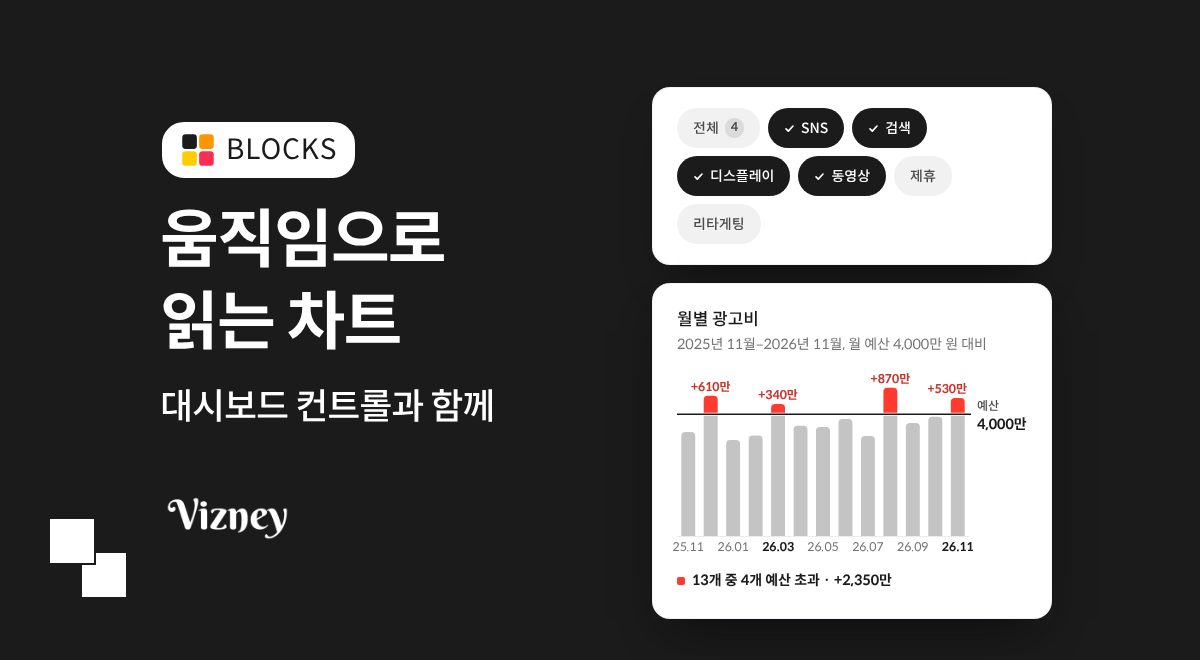 BLOCKS
움직임으로
읽는 차트
대시보드 컨트롤과 함께
Vizney
전체 4
SNS
검색
디스플레이
동영상
제휴
리타게팅
월별 광고비
2025년 11월–2026년 11월, 월 예산 4,000만 원 대비
+610만
+340만
+870만
+530만
예산
4,000만
25.11 26.01 26.03 26.05 26.07 26.09 26.11
13개 중 4개 예산 초과 · +2,350만